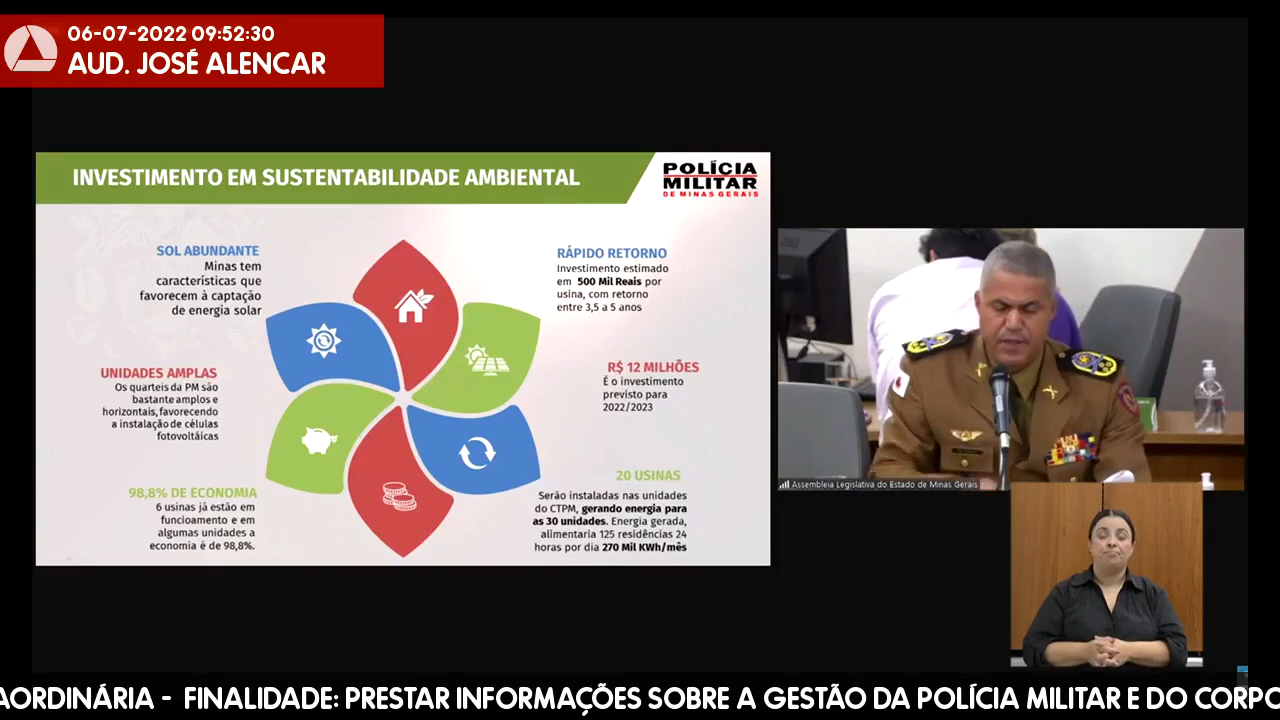 06-07-2022 09:52:30
AUD. JOSÉ ALENCAR
INVESTIMENTO EM SUSTENTABILIDADE AMBIENTAL
POLÍCIA
MILITAR
DE MINAS GERAIS
SOL ABUNDANTE
Minas tem
características que
favorecem à captação
de energia solar
UNIDADES AMPLAS
Os quarteis da PM são
bastante amplos e
horizontais, favorecendo
a instalação de células
fotovoltáicas
98,8% DE ECONOMIA
6 usinas já estão em
funcioamento e em
algumas unidades a
economia é de 98,8%.
RÁPIDO RETORNO
Investimento estimado
em 500 Mil Reais por
usina, com retorno
entre 3,5 a 5 anos
R$ 12 MILHÕES
É o investimento
previsto para
2022/2023
20 USINAS
Serão instaladas nas unidades
do CTPM, gerando energia para
as 30 unidades. Energia gerada,
alimentaria 125 residências 24
horas por dia 270 Mil KWh/mês
Assembleia Legislativa do Estado de Minas Gerais
AORDINÁRIA - FINALIDADE: PRESTAR INFORMAÇÕES SOBRE A GESTÃO DA POLÍCIA MILITAR E DO CORPO